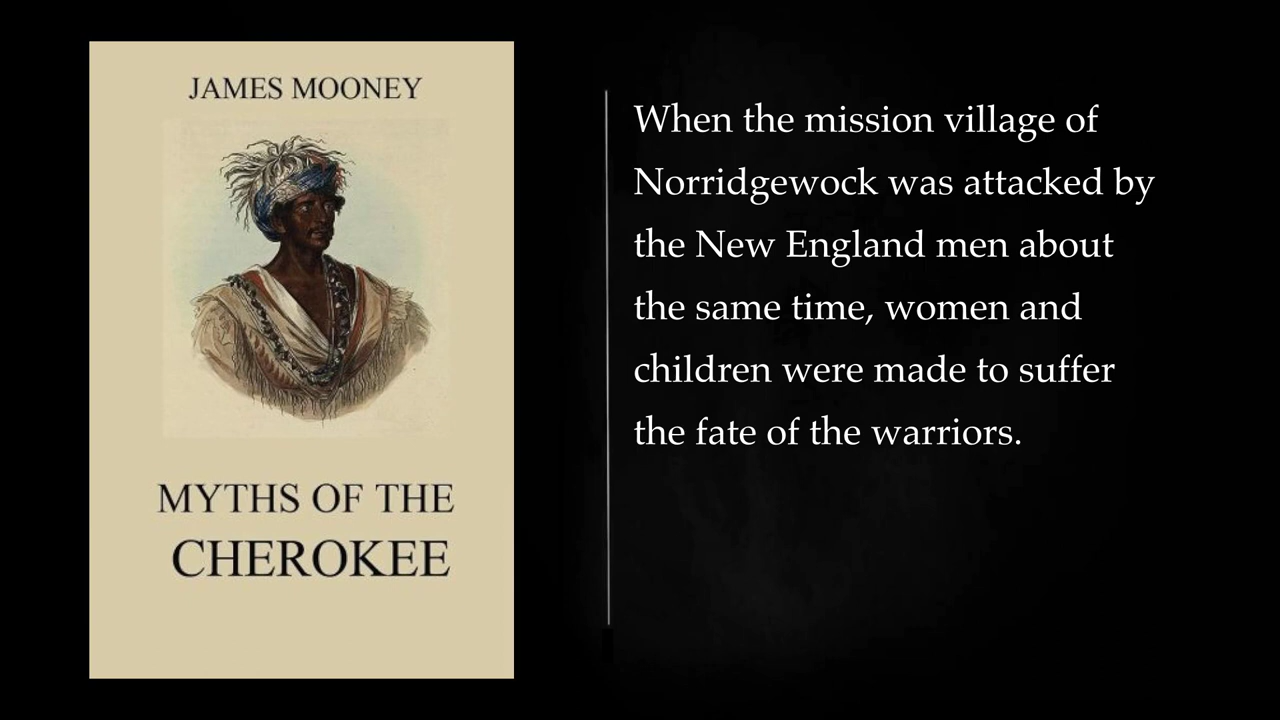 JAMES MOONEY
MYTHS OF THE
CHEROKEE
When the mission village of
Norridgewock was attacked by
the New England men about
the same time, women and
children were made to suffer
the fate of the warriors.